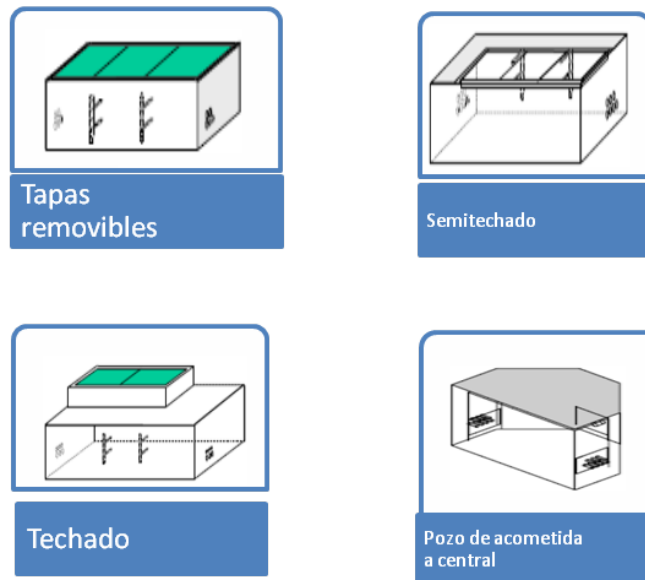 Tapas
removibles
Semitechado
Techado
Pozo de acometida
a central